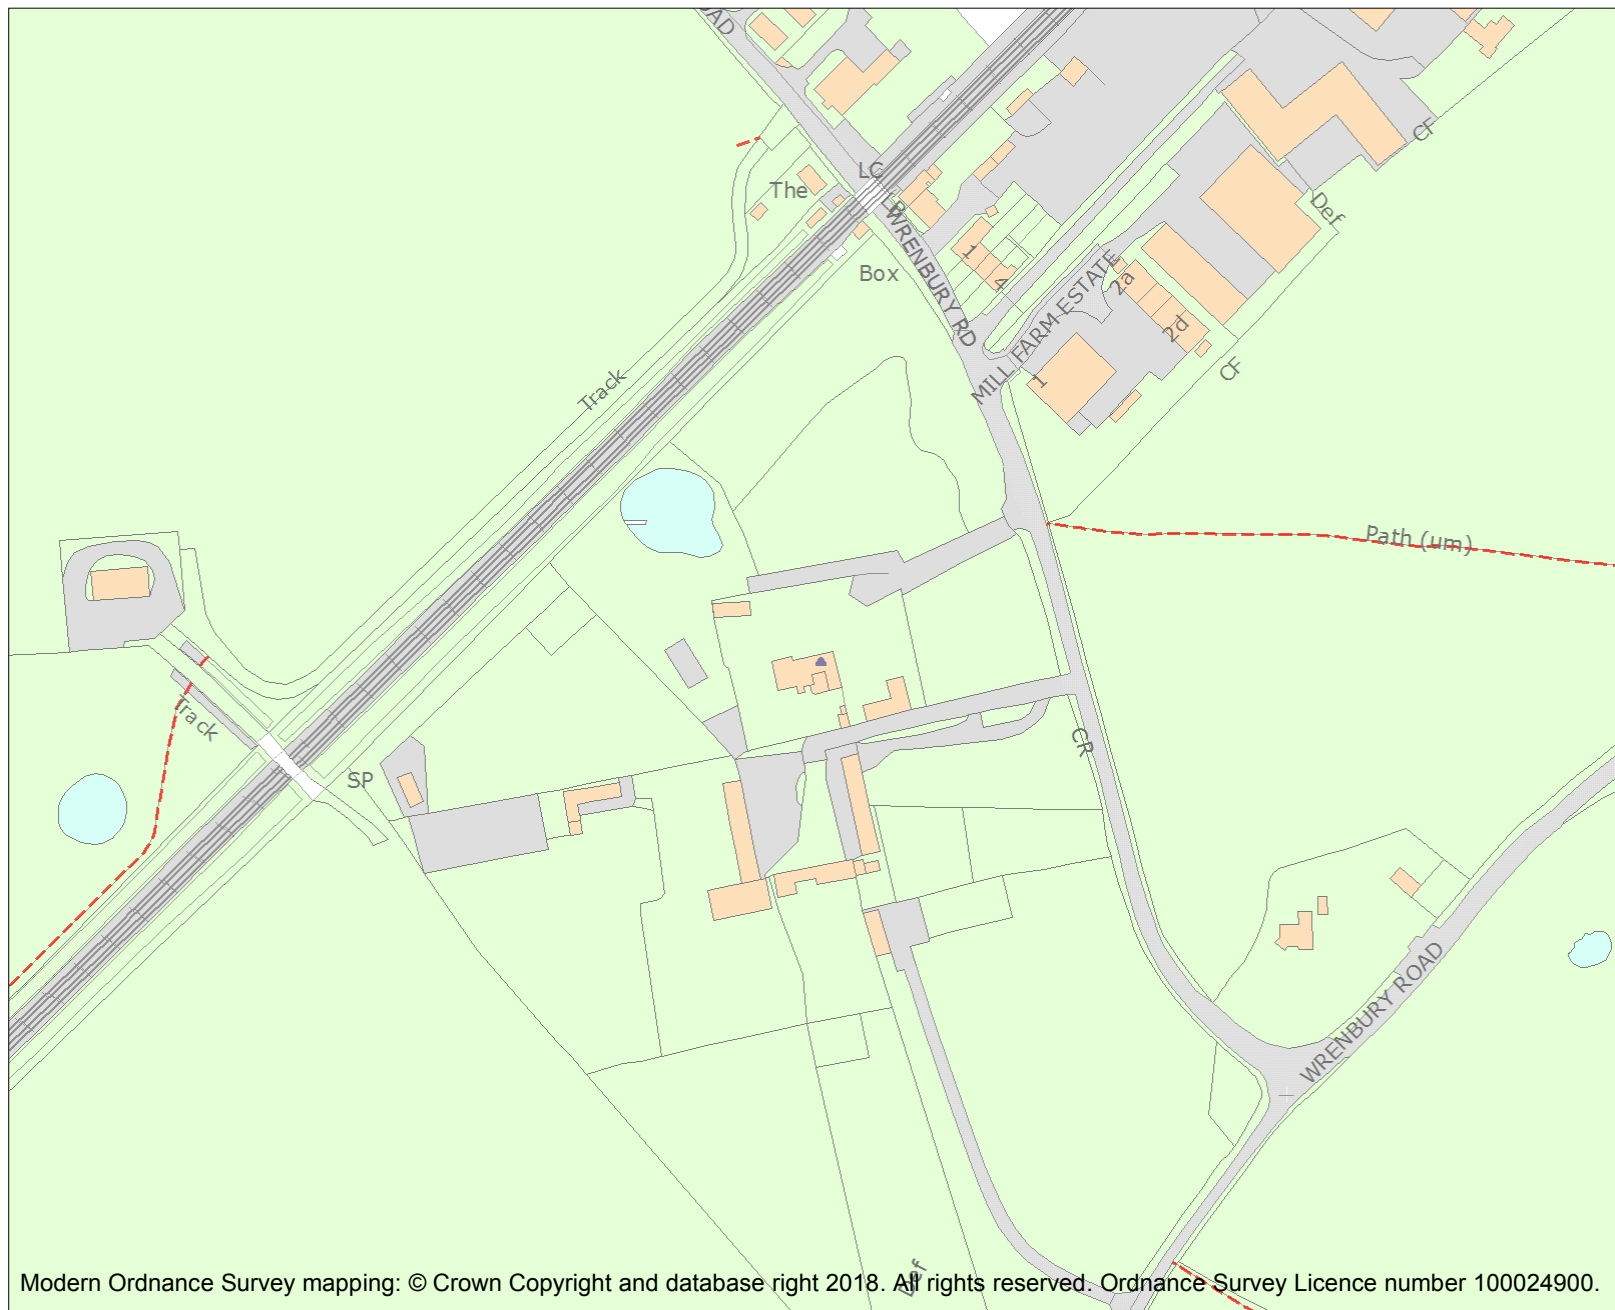 LC
The
LB
WRENBURY RD
Def
CF
1
4
Box
MILL FARM ESTATE
2a
2d
1
CF
Track
Path (um)
Track
CR
SP
WRENBURY ROAD
Def
Modern Ordnance Survey mapping: © Crown Copyright and database right 2018. All rights reserved. Ordnance Survey Licence number 100024900.